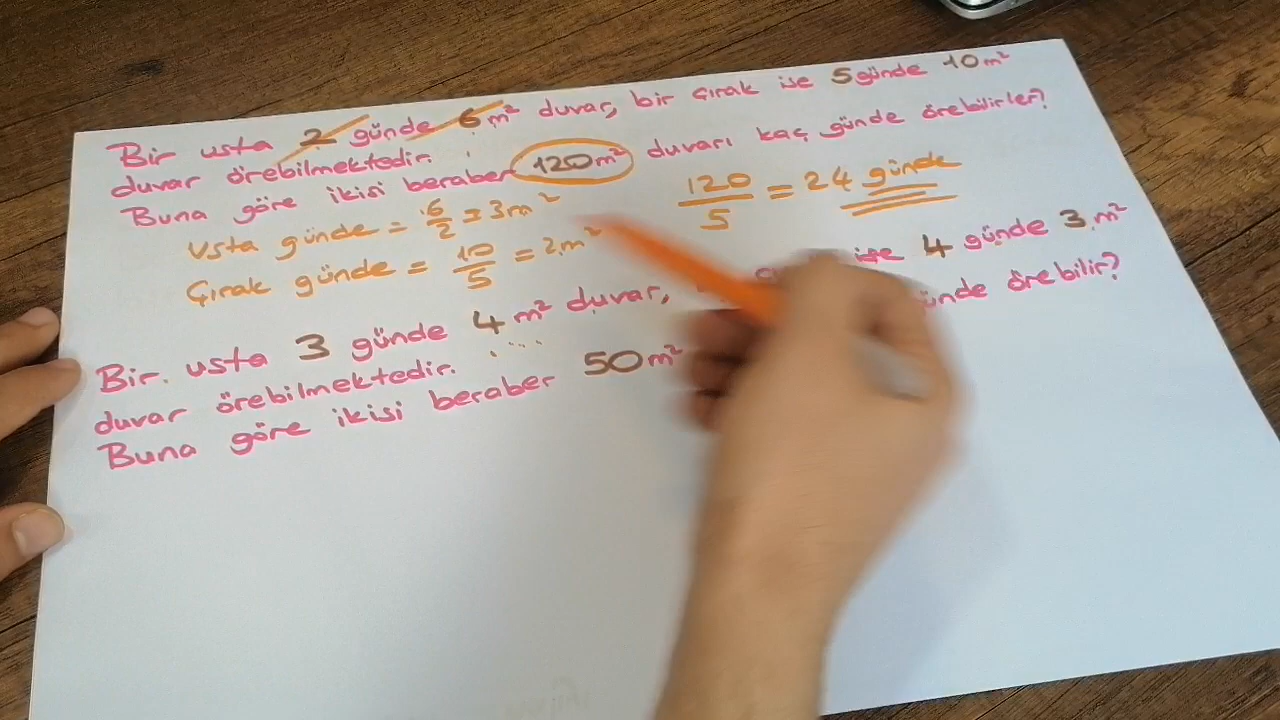 Bir usta 2 günde 6 m² duvar, bir çırak ise 5 günde 10 m²
duvar örebilmektedir.
Buna göre ikisi beraber 120 m² duvarı kaç günde örebilirler?
Usta günde = 6/2 = 3 m²
Çırak günde = 10/5 = 2 m²
120/5 = 24 günde
Bir usta 3 günde 4 m² duvar, ise 4 günde 3 m²
duvar örebilmektedir.
Buna göre ikisi beraber 50 m² örebilir?